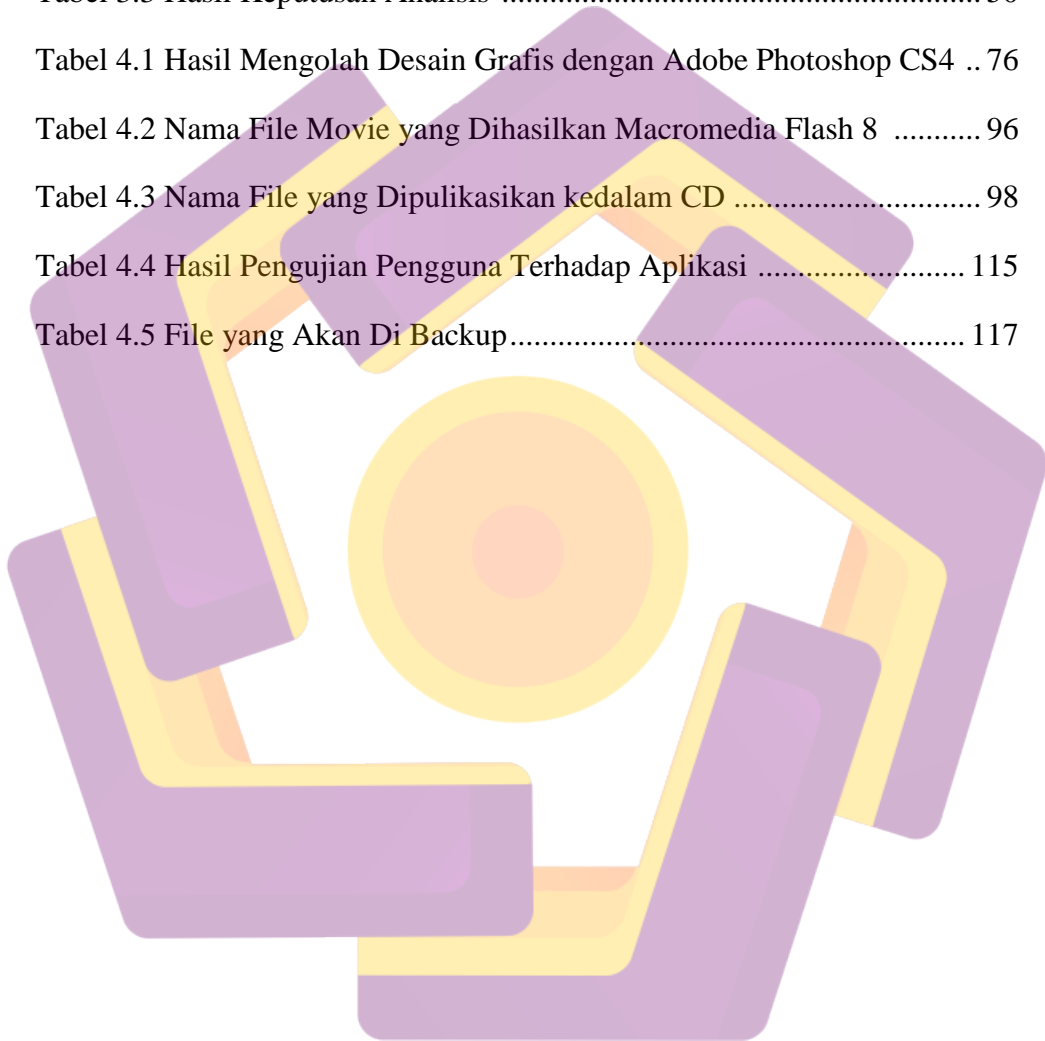 Tabel 4.1 Hasil Mengolah Desain Grafis dengan Adobe Photoshop CS4 .. 76
Tabel 4.2 Nama File Movie yang Dihasilkan Macromedia Flash 8 ........... 96
Tabel 4.3 Nama File yang Dipulikasikan kedalam CD ............................ 98
Tabel 4.4 Hasil Pengujian Pengguna Terhadap Aplikasi ........................ 115
Tabel 4.5 File yang Akan Di Backup.................................................... 117